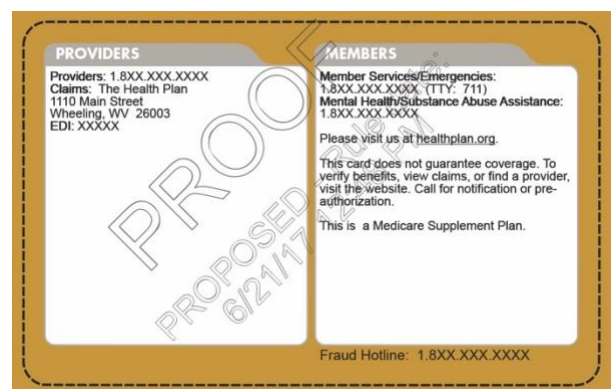 PROVIDERS
Providers: 1.8XX.XXX.XXXX
Claims: The Health Plan
1110 Main Street
Wheeling, WV 26003
EDI: XXXXX
MEMBERS
Member Services/Emergencies:
1.8XX.XXX.XXXX, (TTY: 711)
Mental Health/Substance Abuse Assistance:
1.8XX.XXX.XXXX
Please visit us at healthplan.org.
This card does not guarantee coverage. To
verify benefits, view claims, or find a provider,
visit the website. Call for notification or pre-
authorization.
This is a Medicare Supplement Plan.
Fraud Hotline: 1.8XX.XXX.XXXX
PROOF
PROPOSED - Rule
6/21/17
PM